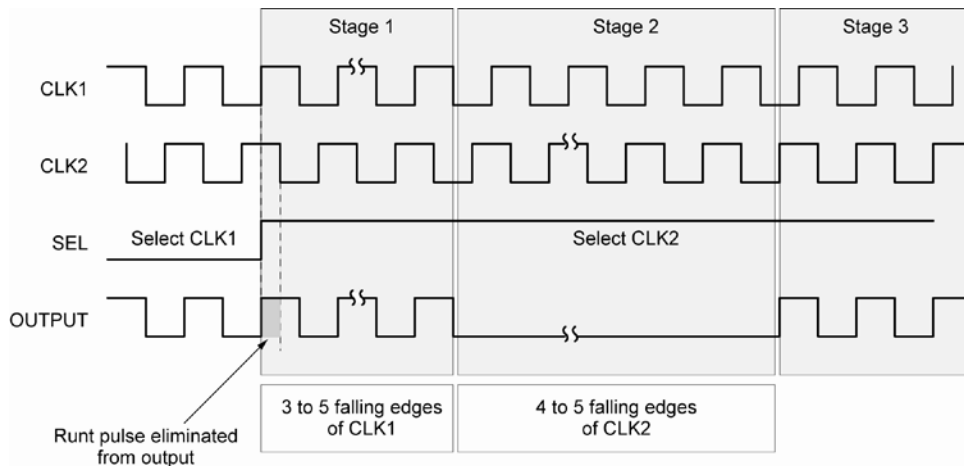 Stage 1
Stage 2
Stage 3
CLK1
CLK2
SEL
Select CLK1
Select CLK2
OUTPUT
3 to 5 falling edges
of CLK1
4 to 5 falling edges
of CLK2
Runt pulse eliminated
from output